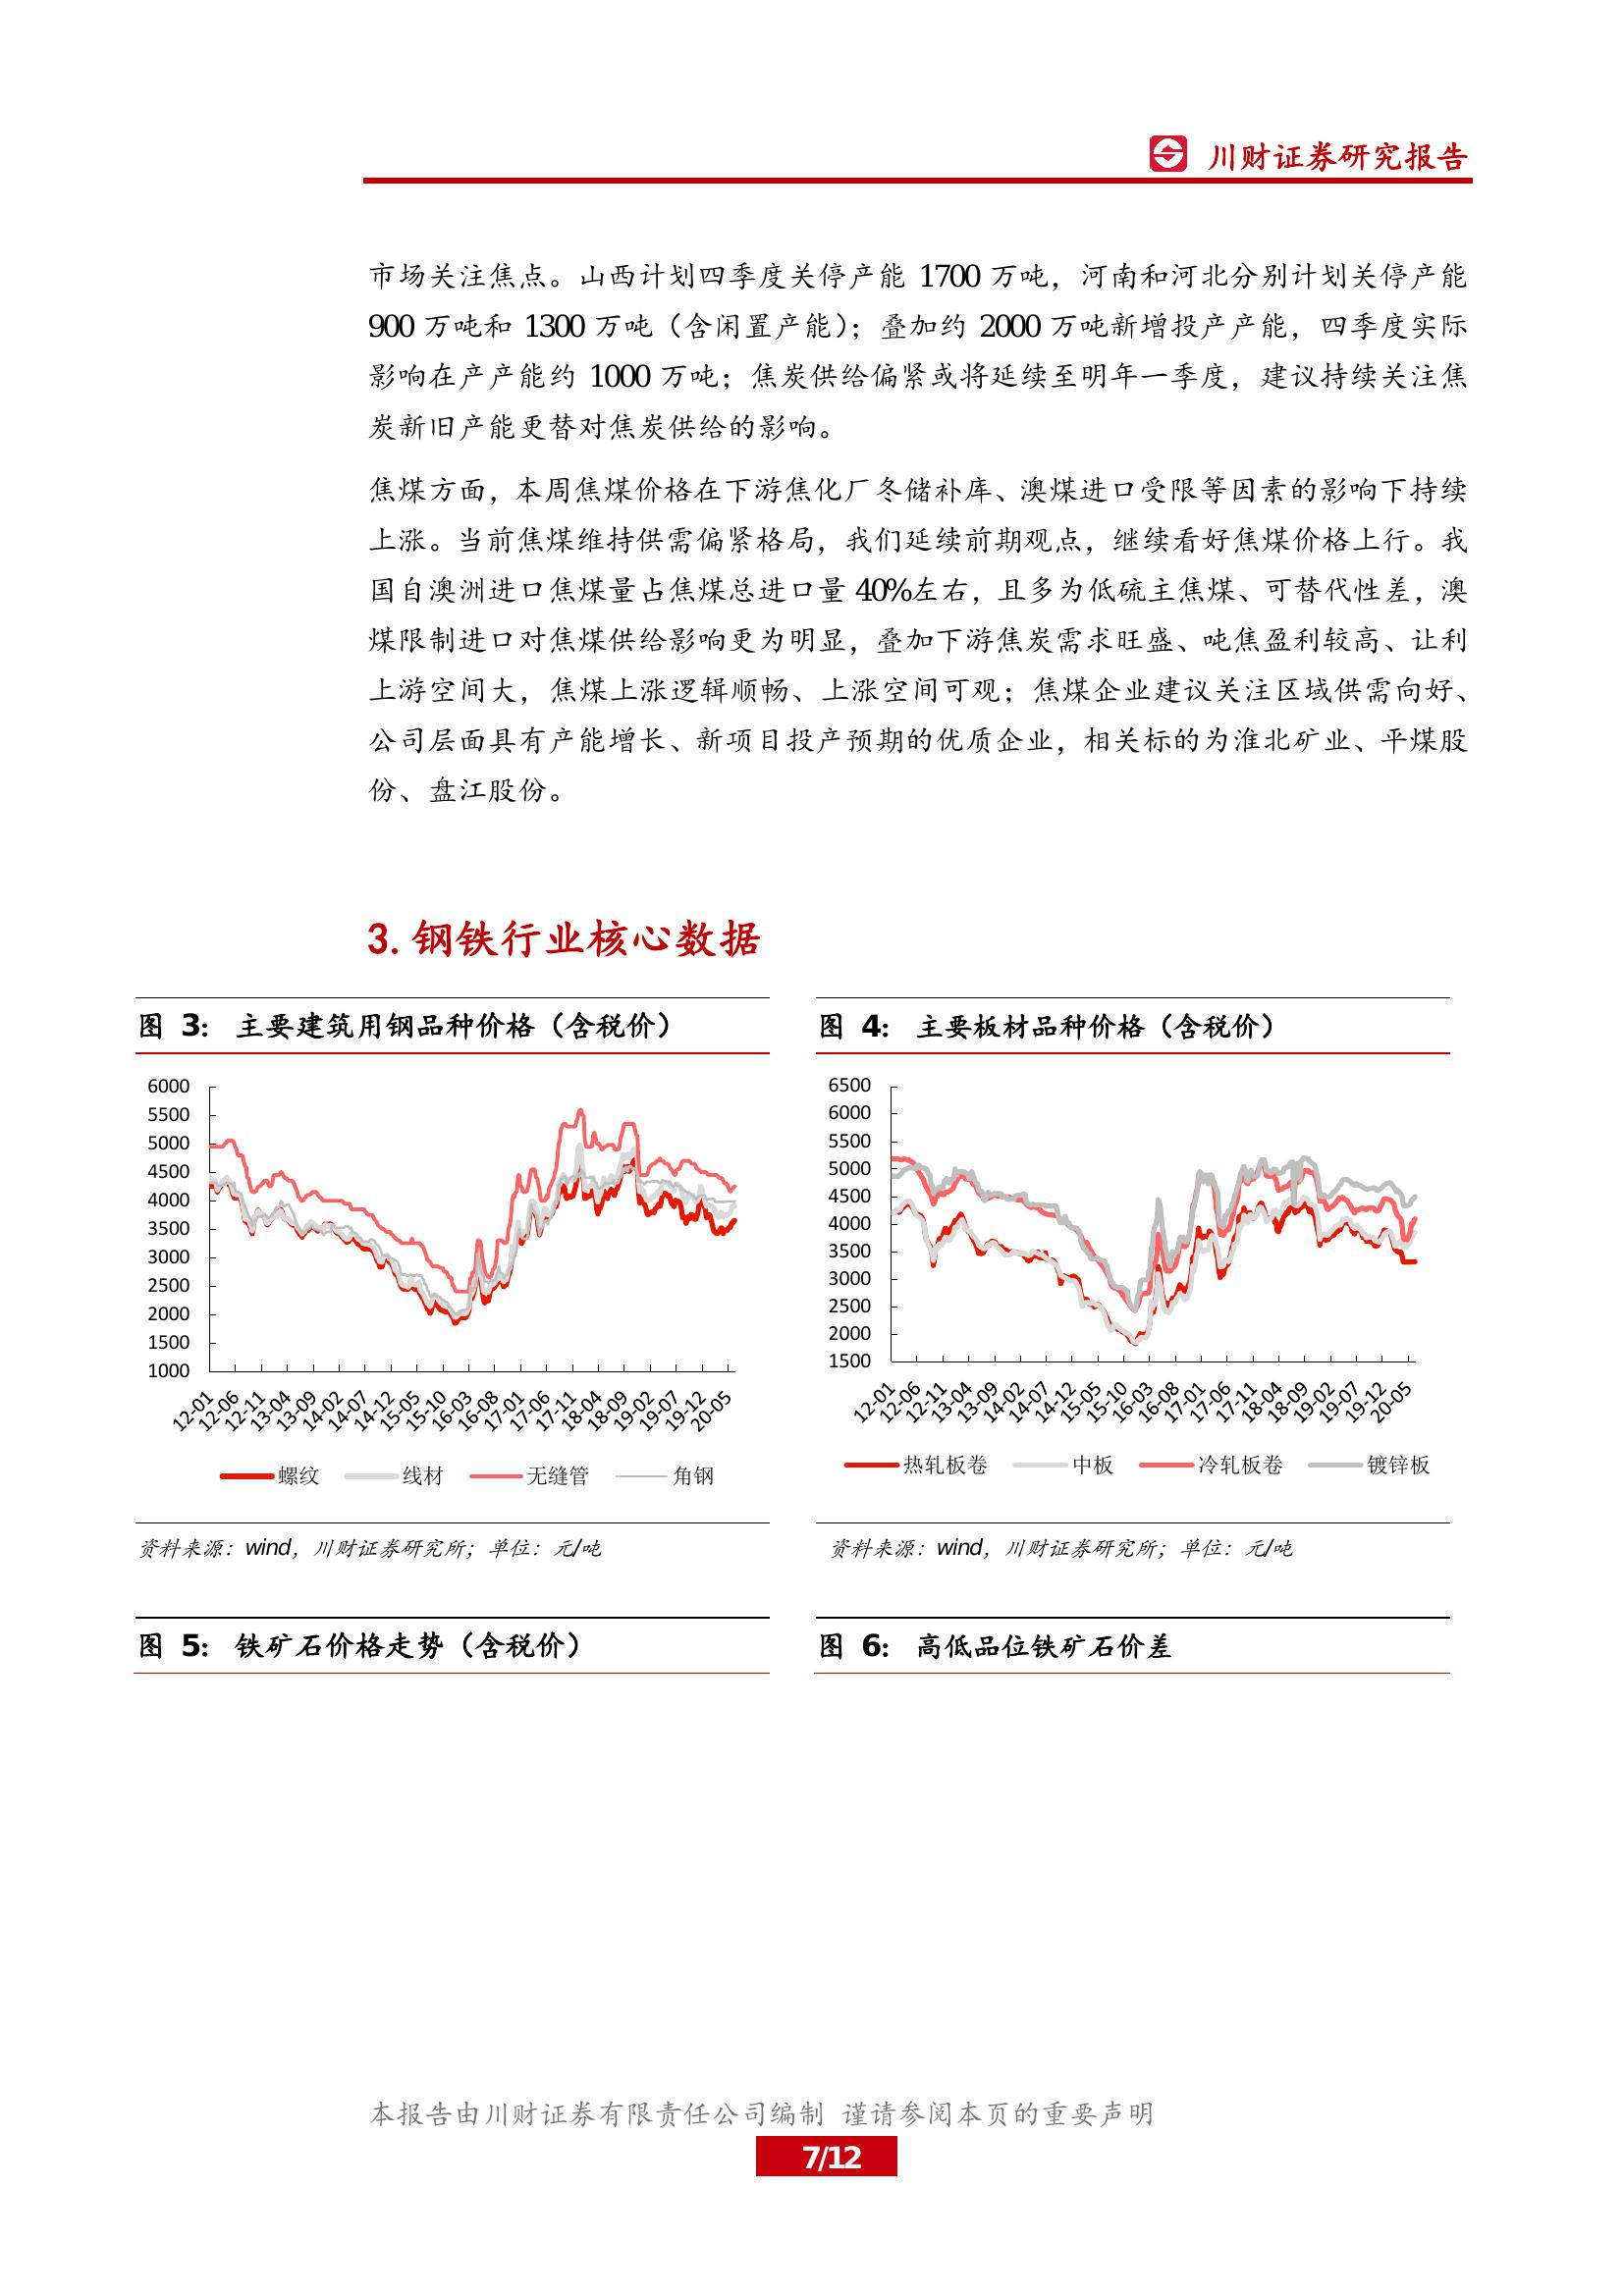 川财证券研究报告
市场关注焦点。山西计划四季度关停产能 1700 万吨，河南和河北分别计划关停产能
900 万吨和 1300 万吨（含闲置产能）；叠加约 2000 万吨新增投产产能，四季度实际
影响在产产能约 1000 万吨；焦炭供给偏紧或将延续至明年一季度，建议持续关注焦
炭新旧产能更替对焦炭供给的影响。
焦煤方面，本周焦煤价格在下游焦化厂冬储补库、澳煤进口受限等因素的影响下持续
上涨。当前焦煤维持供需偏紧格局，我们延续前期观点，继续看好焦煤价格上行。我
国自澳洲进口焦煤量占焦煤总进口量 40%左右，且多为低硫主焦煤、可替代性差，澳
煤限制进口对焦煤供给影响更为明显，叠加下游焦炭需求旺盛、吨焦盈利较高、让利
上游空间大，焦煤上涨逻辑顺畅、上涨空间可观；焦煤企业建议关注区域供需向好、
公司层面具有产能增长、新项目投产预期的优质企业，相关标的为淮北矿业、平煤股
份、盘江股份。
3. 钢铁行业核心数据
图 3: 主要建筑用钢品种价格（含税价）
6000
5500
5000
4500
4000
3500
3000
2500
2000
1500
1000
12-01 12-06 12-11 13-04 13-09 14-02 14-07 14-12 15-05 15-10 16-03 16-08 17-01 17-06 17-11 18-04 18-09 19-02 19-07 19-12 20-05
螺纹 线材 无缝管 角钢
资料来源：wind，川财证券研究所；单位：元/吨
图 4: 主要板材品种价格（含税价）
6500
6000
5500
5000
4500
4000
3500
3000
2500
2000
1500
12-01 12-06 12-11 13-04 13-09 14-02 14-07 14-12 15-05 15-10 16-03 16-08 17-01 17-06 17-11 18-04 18-09 19-02 19-07 19-12 20-05
热轧板卷 中板 冷轧板卷 镀锌板
资料来源：wind，川财证券研究所；单位：元/吨
图 5: 铁矿石价格走势（含税价）
图 6: 高低品位铁矿石价差
本报告由川财证券有限责任公司编制 谨请参阅本页的重要声明
7/12